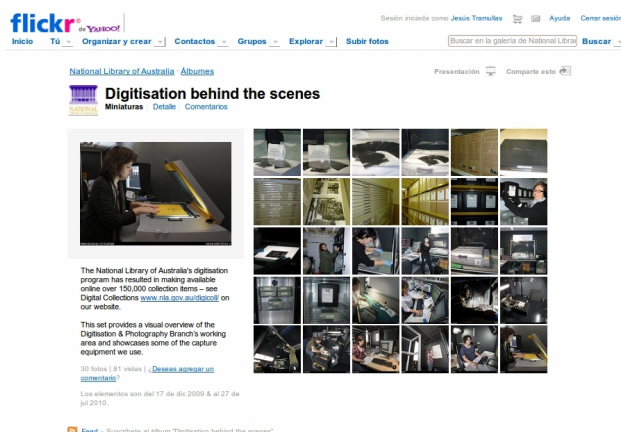 flickr de YAHOO!
Sesión iniciada como Jesús Tramullas Ayuda Cerrar sesión
Inicio Tú Organizar y crear Contactos Grupos Explorar Subir fotos
Buscar en la galería de National Librar Buscar
National Library of Australia · Álbumes
Presentación Comparte esto
NATIONAL
Digitisation behind the scenes
Miniaturas Detalle Comentarios
The National Library of Australia's digitisation
program has resulted in making available
online over 150,000 collection items – see
Digital Collections www.nla.gov.au/digicoll/ on
our website.
This set provides a visual overview of the
Digitisation & Photography Branch's working
area and showcases some of the capture
equipment we use.
30 fotos | 81 vistas | ¿Deseas agregar un
comentario?
Los elementos son del 17 de dic 2009 & al 27 de
jul 2010.
Feed – Suscríbete al álbum "Digitisation behind the scenes"